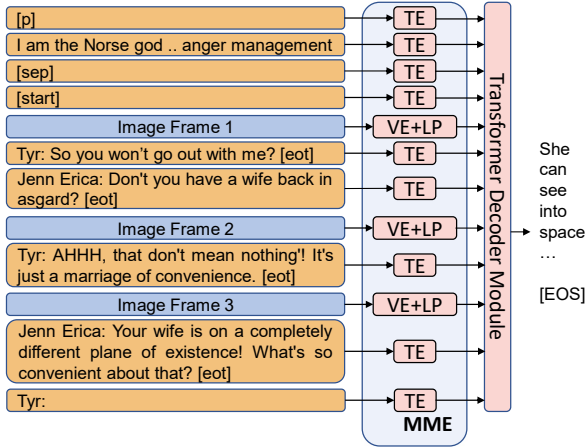 [p] TE
I am the Norse god .. anger management TE
[sep] TE
[start] TE
Image Frame 1 VE+LP
Tyr: So you won't go out with me? [eot] TE
Jenn Erica: Don't you have a wife back in
asgard? [eot]
TE
Image Frame 2 VE+LP
Tyr: AHHH, that don't mean nothing'! It's
just a marriage of convenience. [eot]
TE
Image Frame 3 VE+LP
Jenn Erica: Your wife is on a completely
different plane of existence! What's so
convenient about that? [eot]
TE
Tyr: TE
MME
Transformer Decoder Module
She
can
see
into
space
...
[EOS]